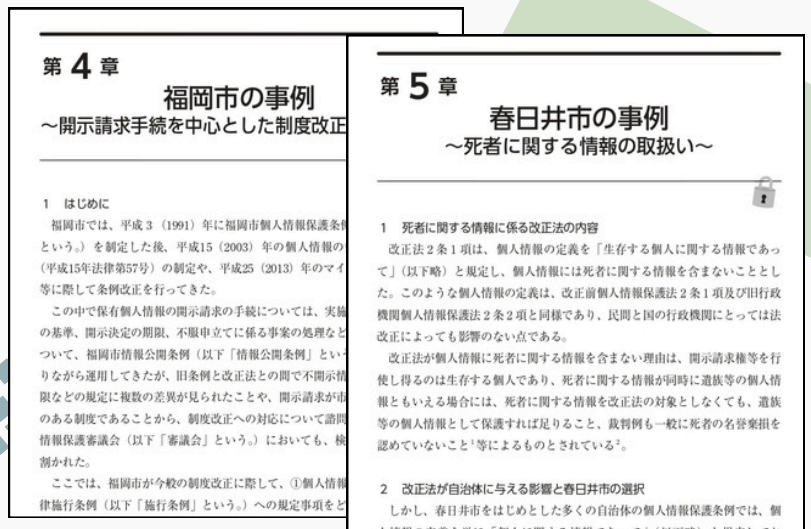 第 4 章
福岡市の事例
～開示請求手続を中心とした制度改正
1 はじめに
福岡市では、平成3（1991）年に福岡市個人情報保護条
という。）を制定した後、平成15（2003）年の個人情報の
（平成15年法律第57号）の制定や、平成25（2013）年のマイ
等に際して条例改正を行ってきた。
この中で保有個人情報の開示請求の手続については、実施
の基準、開示決定の期限、不服申立てに係る事案の処理など
ついて、福岡市情報公開条例（以下「情報公開条例」とい
りながら運用してきたが、旧条例と改正法との間で不開示情
限などの規定に複数の差異が見られたことや、開示請求が市
のある制度であることから、制度改正への対応について諮問
情報保護審議会（以下「審議会」という。）においても、検
割かれた。
ここでは、福岡市が今般の制度改正に際して、①個人情報
律施行条例（以下「施行条例」という。）への規定事項をど
第 5 章
春日井市の事例
～死者に関する情報の取扱い～
1 死者に関する情報に係る改正法の内容
改正法2条1項は、個人情報の定義を「生存する個人に関する情報であっ
て」（以下略）と規定し、個人情報には死者に関する情報を含まないこととし
た。このような個人情報の定義は、改正前個人情報保護法2条1項及び旧行政
機関個人情報保護法2条2項と同様であり、民間と国の行政機関にとっては法
改正によっても影響のない点である。
改正法が個人情報に死者に関する情報を含まない理由は、開示請求権等を行
使し得るのは生存する個人であり、死者に関する情報が同時に遺族等の個人情
報ともいえる場合には、死者に関する情報を改正法の対象としなくても、遺族
等の個人情報として保護すれば足りること、裁判例も一般に死者の名誉棄損を
認めていないこと¹等によるものとされている²。
2 改正法が自治体に与える影響と春日井市の選択
しかし、春日井市をはじめとした多くの自治体の個人情報保護条例では、個